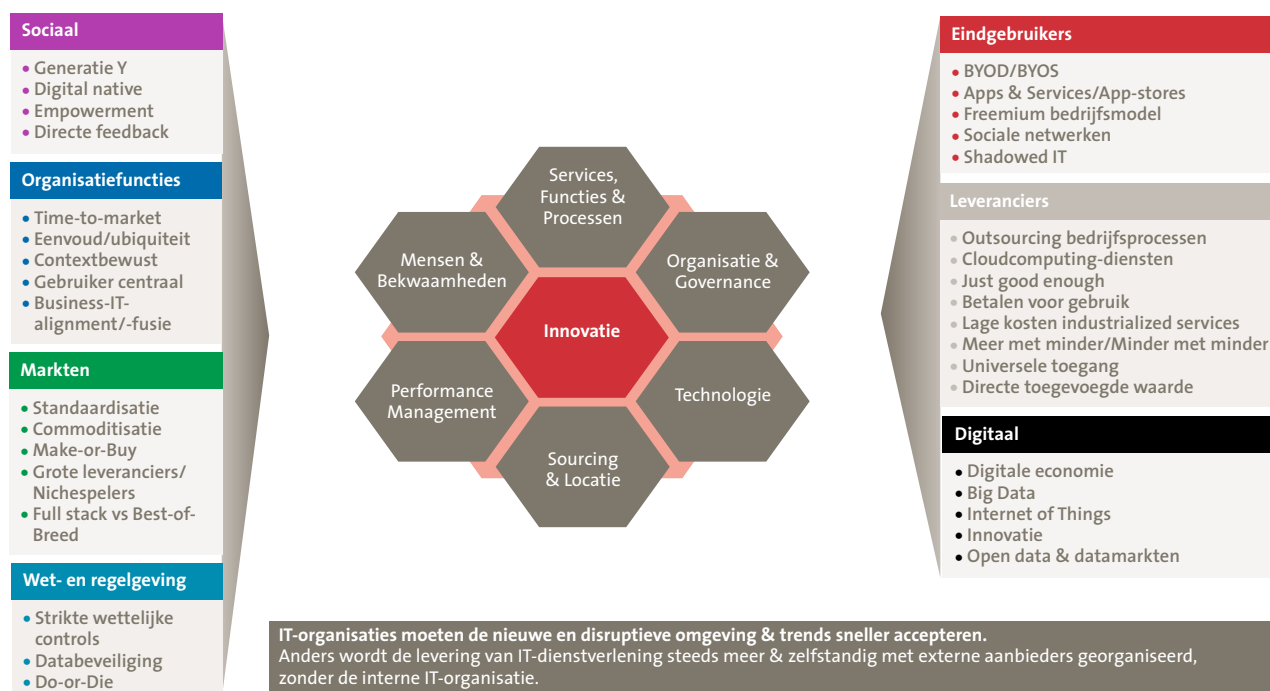 Sociaal
• Generatie Y
• Digital native
• Empowerment
• Directe feedback
Organisatiefuncties
• Time-to-market
• Eenvoud/ubiquiteit
• Contextbewust
• Gebruiker centraal
• Business-IT-
alignment/-fusie
Markten
• Standaardisatie
• Commoditisatie
• Make-or-Buy
• Grote leveranciers/
Nichespelers
• Full stack vs Best-of-
Breed
Wet- en regelgeving
• Strikte wettelijke
controls
• Databeveiliging
• Do-or-Die
Services,
Functies &
Processen
Mensen &
Bekwaamheden
Organisatie &
Governance
Innovatie
Performance
Management
Technologie
Sourcing
& Locatie
Eindgebruikers
• BYOD/BYOS
• Apps & Services/App-stores
• Freemium bedrijfsmodel
• Sociale netwerken
• Shadowed IT
Leveranciers
• Outsourcing bedrijfsprocessen
• Cloudcomputing-diensten
• Just good enough
• Betalen voor gebruik
• Lage kosten industrialized services
• Meer met minder/Minder met minder
• Universele toegang
• Directe toegevoegde waarde
Digitaal
• Digitale economie
• Big Data
• Internet of Things
• Innovatie
• Open data & datamarkten
IT-organisaties moeten de nieuwe en disruptieve omgeving & trends sneller accepteren.
Anders wordt de levering van IT-dienstverlening steeds meer & zelfstandig met externe aanbieders georganiseerd,
zonder de interne IT-organisatie.